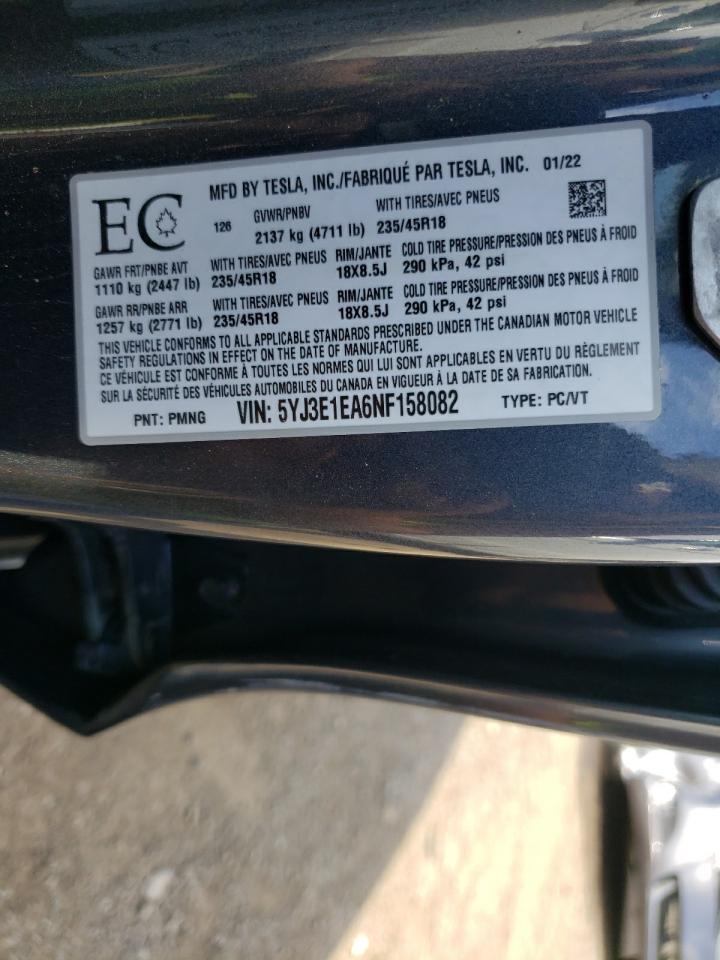 MFD BY TESLA, INC./FABRIQUÉ PAR TESLA, INC. 01/22
EC
126 GVWR/PNBV WITH TIRES/AVEC PNEUS
2137 kg (4711 lb) 235/45R18
GAWR FRT/PNBE AVT WITH TIRES/AVEC PNEUS RIM/JANTE COLD TIRE PRESSURE/PRESSION DES PNEUS À FROID
1110 kg (2447 lb) 235/45R18 18X8.5J 290 kPa, 42 psi
GAWR RR/PNBE ARR WITH TIRES/AVEC PNEUS RIM/JANTE COLD TIRE PRESSURE/PRESSION DES PNEUS À FROID
1257 kg (2771 lb) 235/45R18 18X8.5J 290 kPa, 42 psi
THIS VEHICLE CONFORMS TO ALL APPLICABLE STANDARDS PRESCRIBED UNDER THE CANADIAN MOTOR VEHICLE
SAFETY REGULATIONS IN EFFECT ON THE DATE OF MANUFACTURE.
CE VÉHICULE EST CONFORME À TOUTES LES NORMES QUI LUI SONT APPLICABLES EN VERTU DU RÈGLEMENT
SUR LA SÉCURITÉ DES VÉHICULES AUTOMOBILES DU CANADA EN VIGUEUR À LA DATE DE SA FABRICATION.
PNT: PMNG VIN: 5YJ3E1EA6NF158082 TYPE: PC/VT